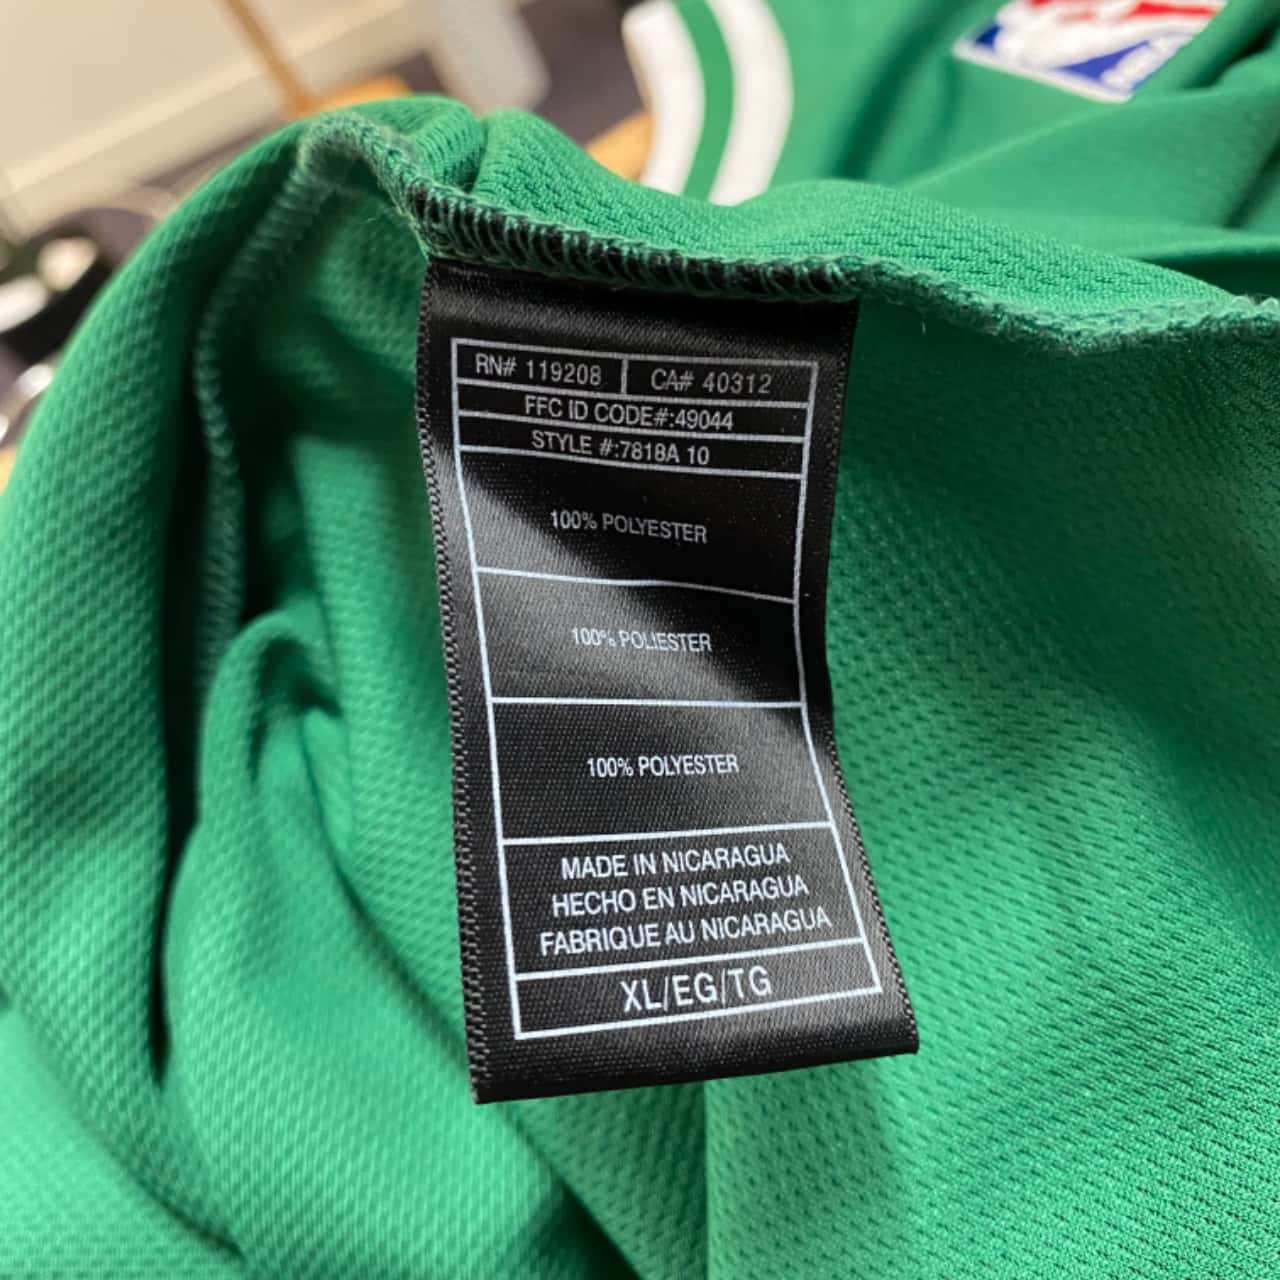 RN# 119208 CA# 40312
FFC ID CODE#:49044
STYLE #:7818A 10
100% POLYESTER
100% POLIESTER
100% POLYESTER
MADE IN NICARAGUA
HECHO EN NICARAGUA
FABRIQUE AU NICARAGUA
XL/EG/TG